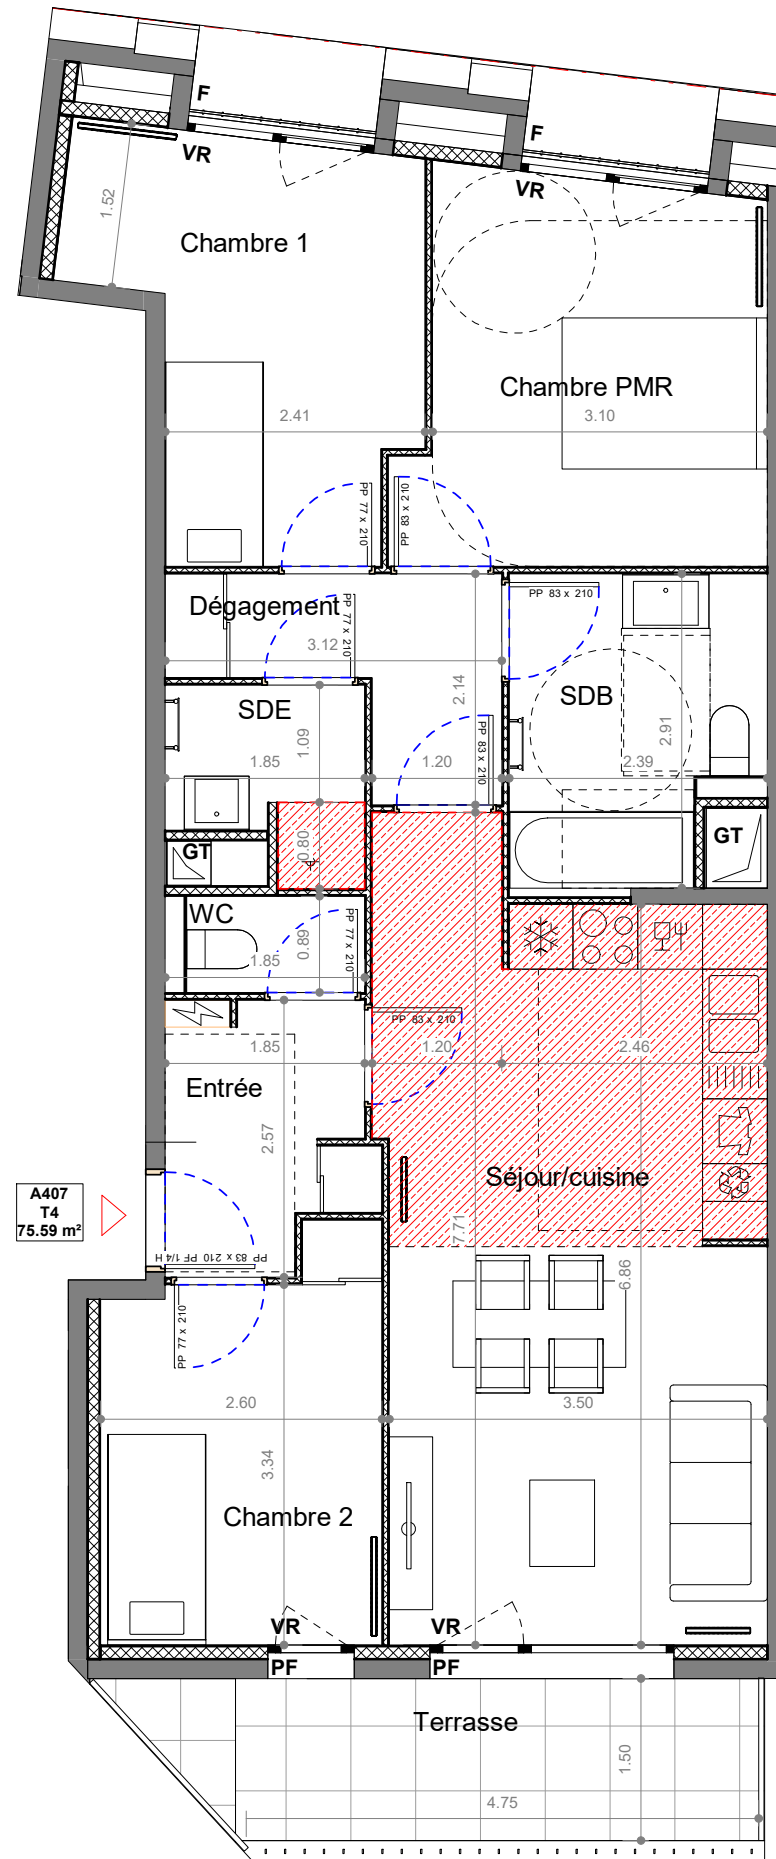 F
VR
1.52
Chambre 1
F
VR
Chambre PMR
2.41
3.10
PP 77 x 210
PP 83 x 210
Dégagement
PP 77 x 210
PP 83 x 210
3.12
2.14
SDE
SDB
1.09
2.91
1.85
1.20
PP 83 x 210
2.39
GT
0.80
GT
WC
0.89
1.85
PP 77 x 210
PP 83 x 210
1.85
1.20
2.46
Entrée
2.57
Séjour/cuisine
A407
T4
75.59 m²
7.71
PP 83 x 210 PF 1/4 H
6.86
PP 77 x 210
2.60
3.50
3.34
Chambre 2
VR
VR
PF
PF
Terrasse
1.50
4.75